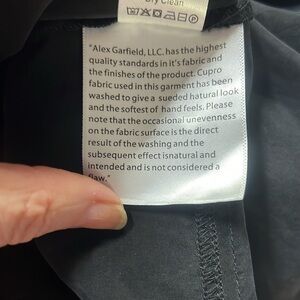 Dry Clean
"Alex Garfield, LLC. has the highest
quality standards in it's fabric and
the finishes of the product. Cupro
fabric used in this garment has been
washed to give a sueded natural look
and the softest of hand feels. Please
note that the occasional unevenness
on the fabric surface is the direct
result of the washing and the
subsequent effect isnatural and
intended and is not considered a
flaw."